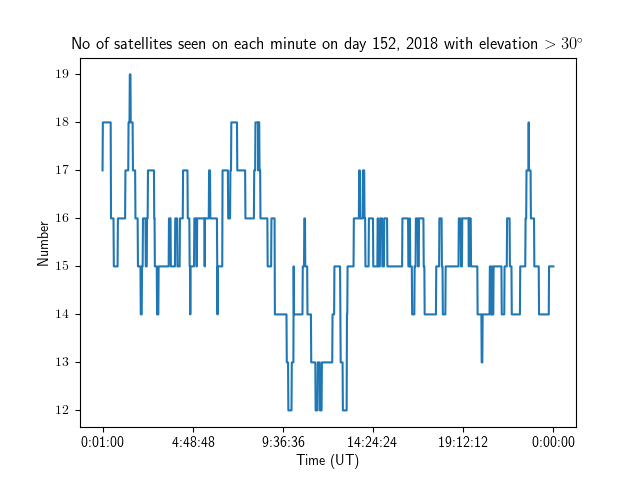 No of satellites seen on each minute on day 152, 2018 with elevation > 30°
19
18
17
16
15
14
13
12
Number
0:01:00 4:48:48 9:36:36 14:24:24 19:12:12 0:00:00
Time (UT)